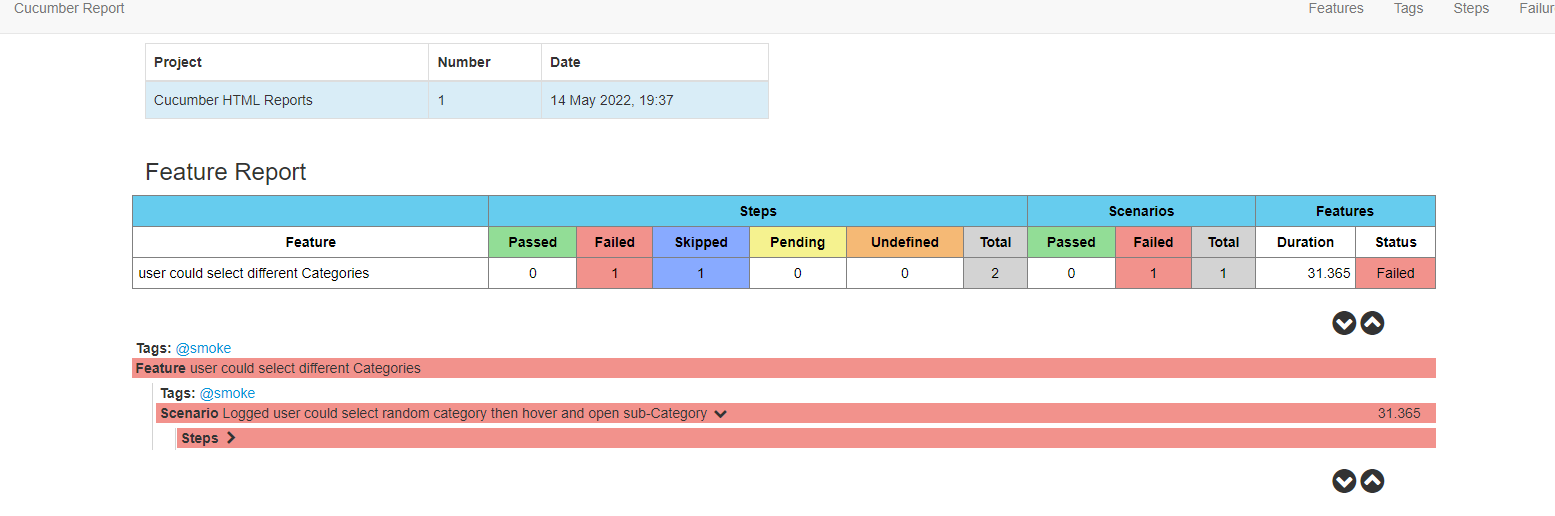 Cucumber Report Features Tags Steps Failur
Project Number Date
Cucumber HTML Reports 1 14 May 2022, 19:37
Feature Report
Steps Scenarios Features
Feature Passed Failed Skipped Pending Undefined Total Passed Failed Total Duration Status
user could select different Categories 0 1 1 0 0 2 0 1 1 31.365 Failed
Tags: @smoke
Feature user could select different Categories
Tags: @smoke
Scenario Logged user could select random category then hover and open sub-Category 31.365
Steps